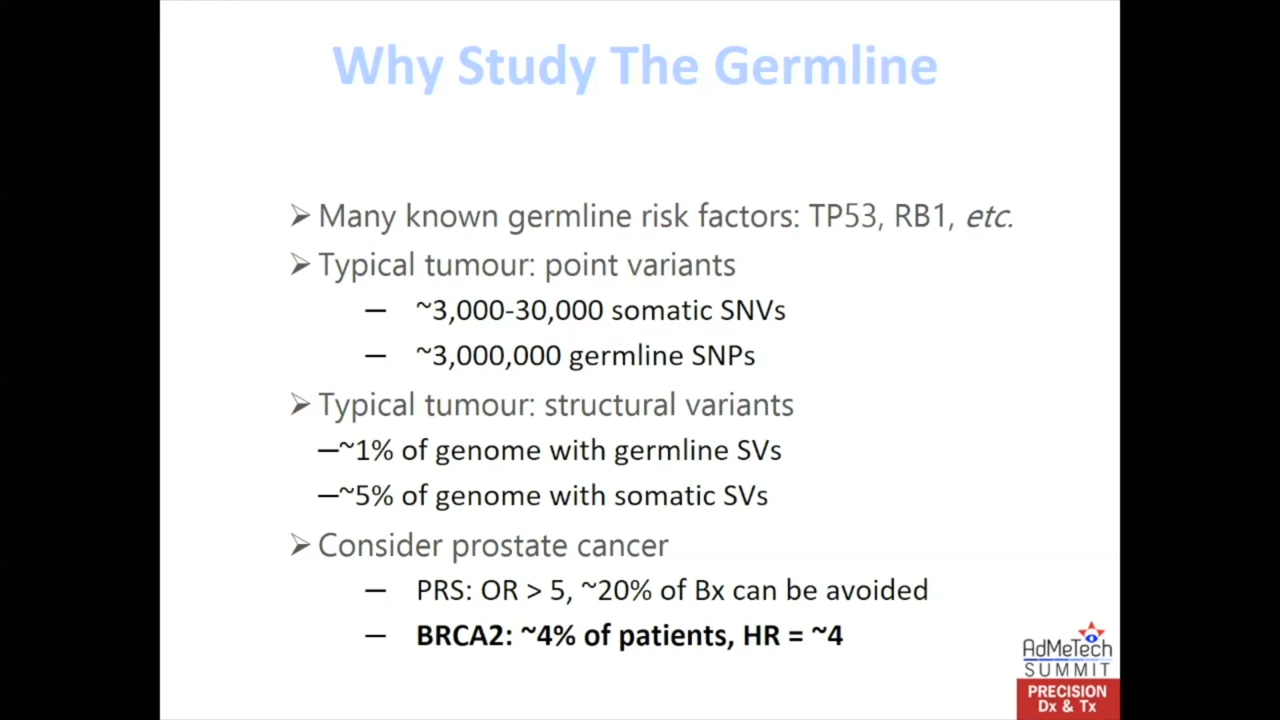 Why Study The Germline
➢ Many known germline risk factors: TP53, RB1, etc.
➢ Typical tumour: point variants
– ~3,000-30,000 somatic SNVs
– ~3,000,000 germline SNPs
➢ Typical tumour: structural variants
–~1% of genome with germline SVs
–~5% of genome with somatic SVs
➢ Consider prostate cancer
– PRS: OR > 5, ~20% of Bx can be avoided
– BRCA2: ~4% of patients, HR = ~4
AdMeTech
SUMMIT
PRECISION
Dx & Tx